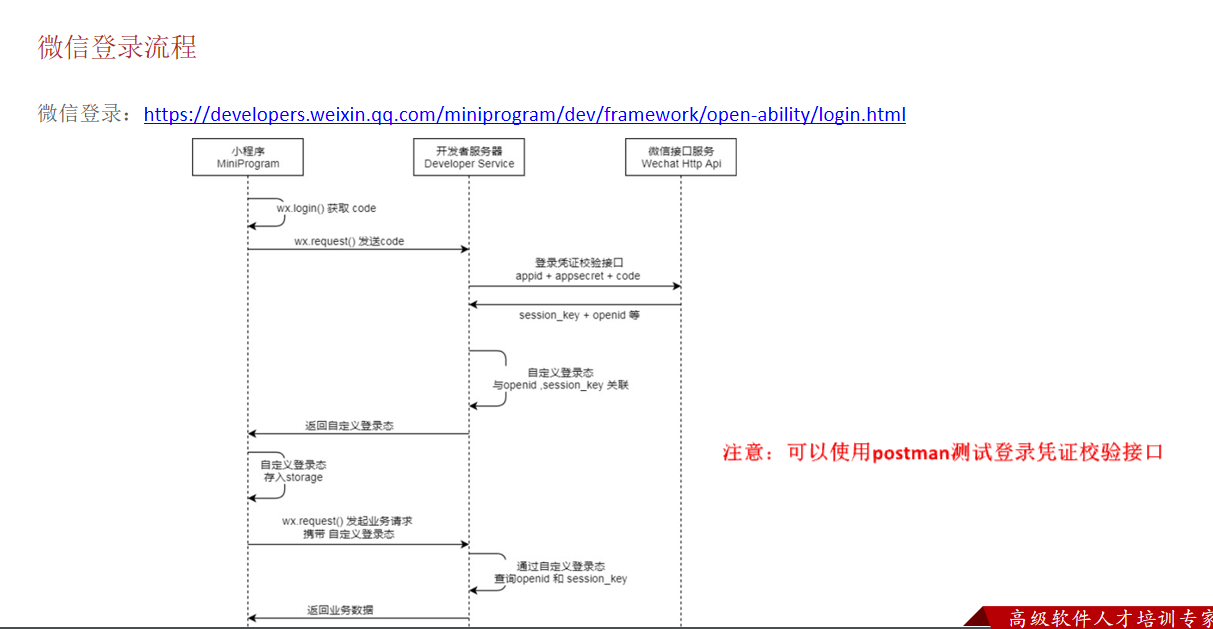 微信登录流程
微信登录：https://developers.weixin.qq.com/miniprogram/dev/framework/open-ability/login.html
小程序
MiniProgram
开发者服务器
Developer Service
微信接口服务
Wechat Http Api
wx.login() 获取 code
wx.request() 发送code
登录凭证校验接口
appid + appsecret + code
session_key + openid 等
自定义登录态
与openid ,session_key 关联
返回自定义登录态
注意：可以使用postman测试登录凭证校验接口
自定义登录态
存入storage
wx.request() 发起业务请求
携带 自定义登录态
通过自定义登录态
查询openid 和 session_key
返回业务数据
高级软件人才培训专家